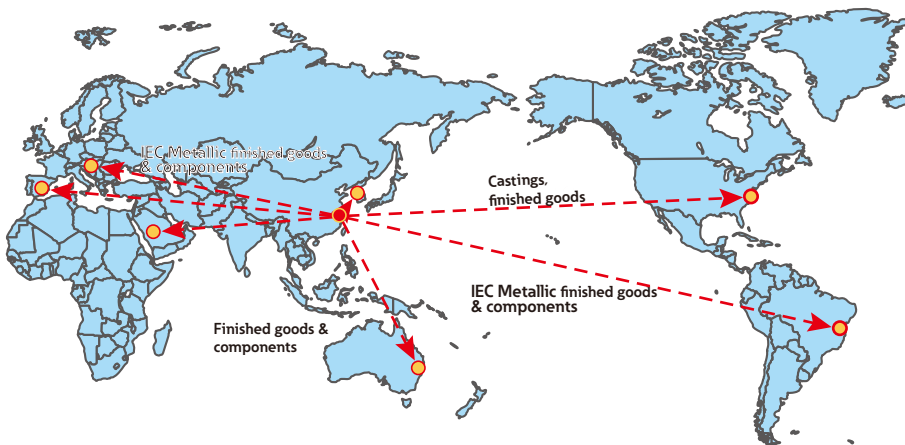 IEC Metallic finished goods
& components
Castings,
finished goods
IEC Metallic finished goods
& components
Finished goods &
components